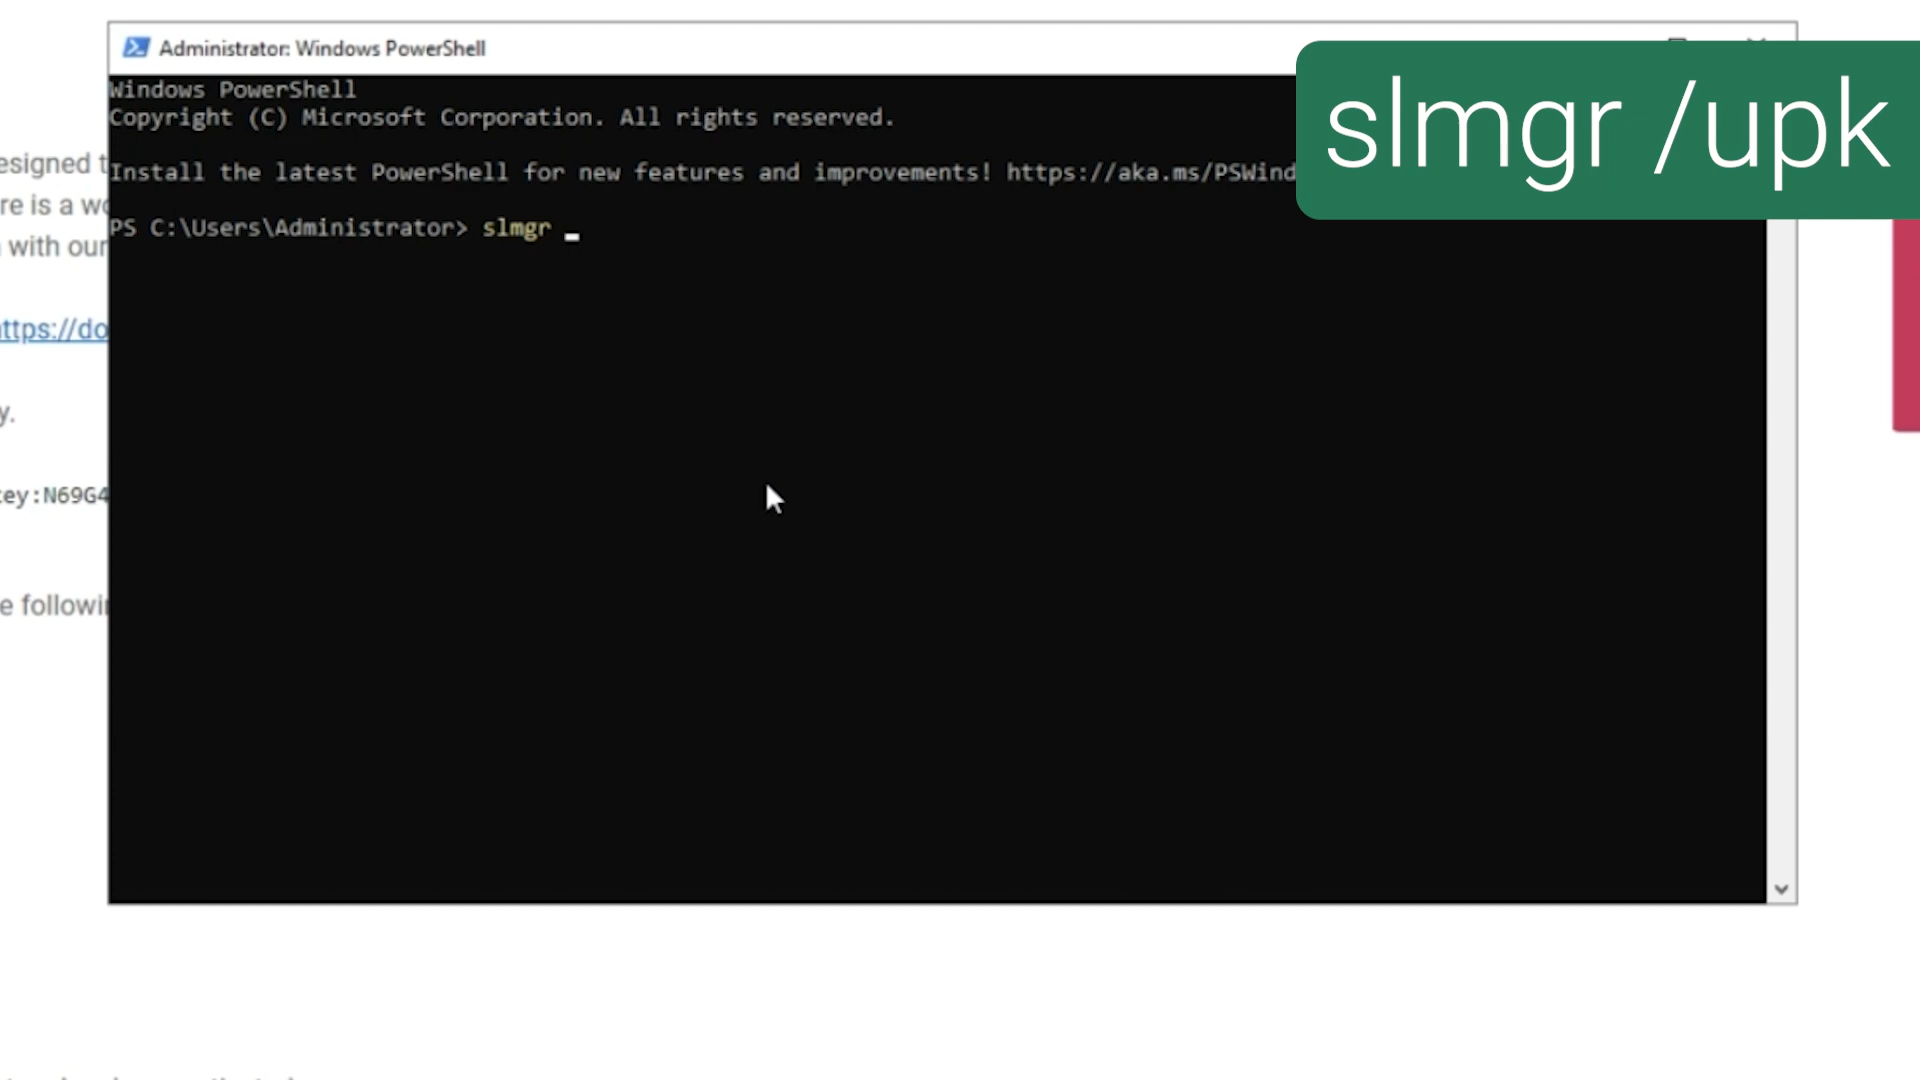 Administrator: Windows PowerShell
slmgr /upk
Windows PowerShell
Copyright (C) Microsoft Corporation. All rights reserved.
Install the latest PowerShell for new features and improvements! https://aka.ms/PSWind
PS C:\Users\Administrator> slmgr _
esigned t
re is a wo
with our
ttps://do
y.
ey:N69G4
e followin